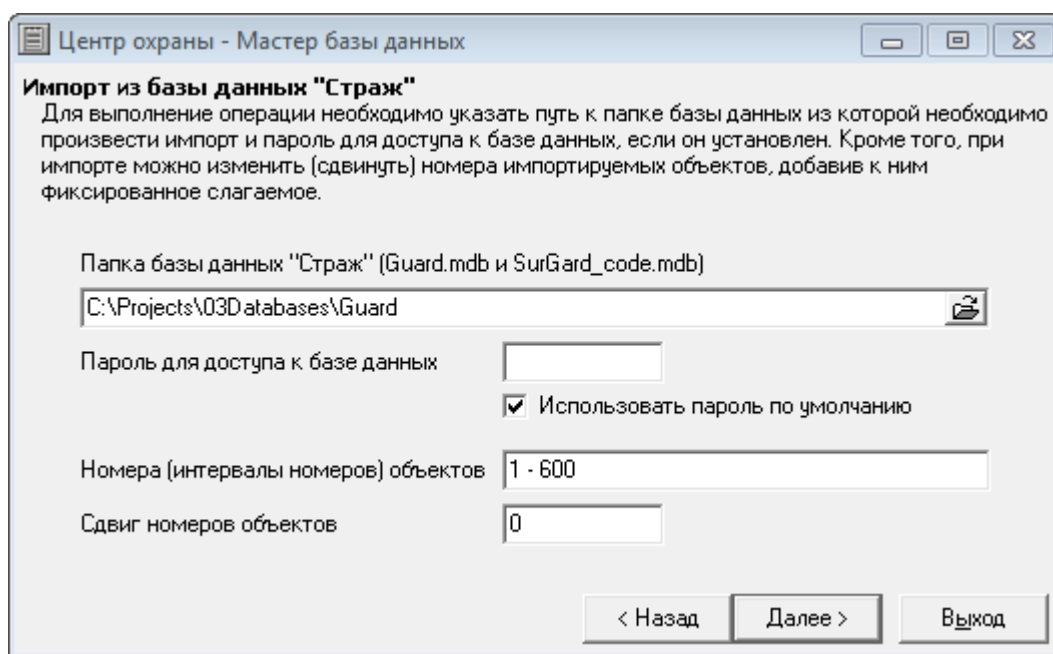 Центр охраны - Мастер базы данных
Импорт из базы данных "Страж"
Для выполнение операции необходимо указать путь к папке базы данных из которой необходимо
произвести импорт и пароль для доступа к базе данных, если он установлен. Кроме того, при
импорте можно изменить (сдвинуть) номера импортируемых объектов, добавив к ним
фиксированное слагаемое.
Папка базы данных "Страж" (Guard.mdb и SurGard_code.mdb)
C:\Projects\03Databases\Guard
Пароль для доступа к базе данных
Использовать пароль по умолчанию
Номера (интервалы номеров) объектов 1 - 600
Сдвиг номеров объектов 0
< Назад Далее > Выход